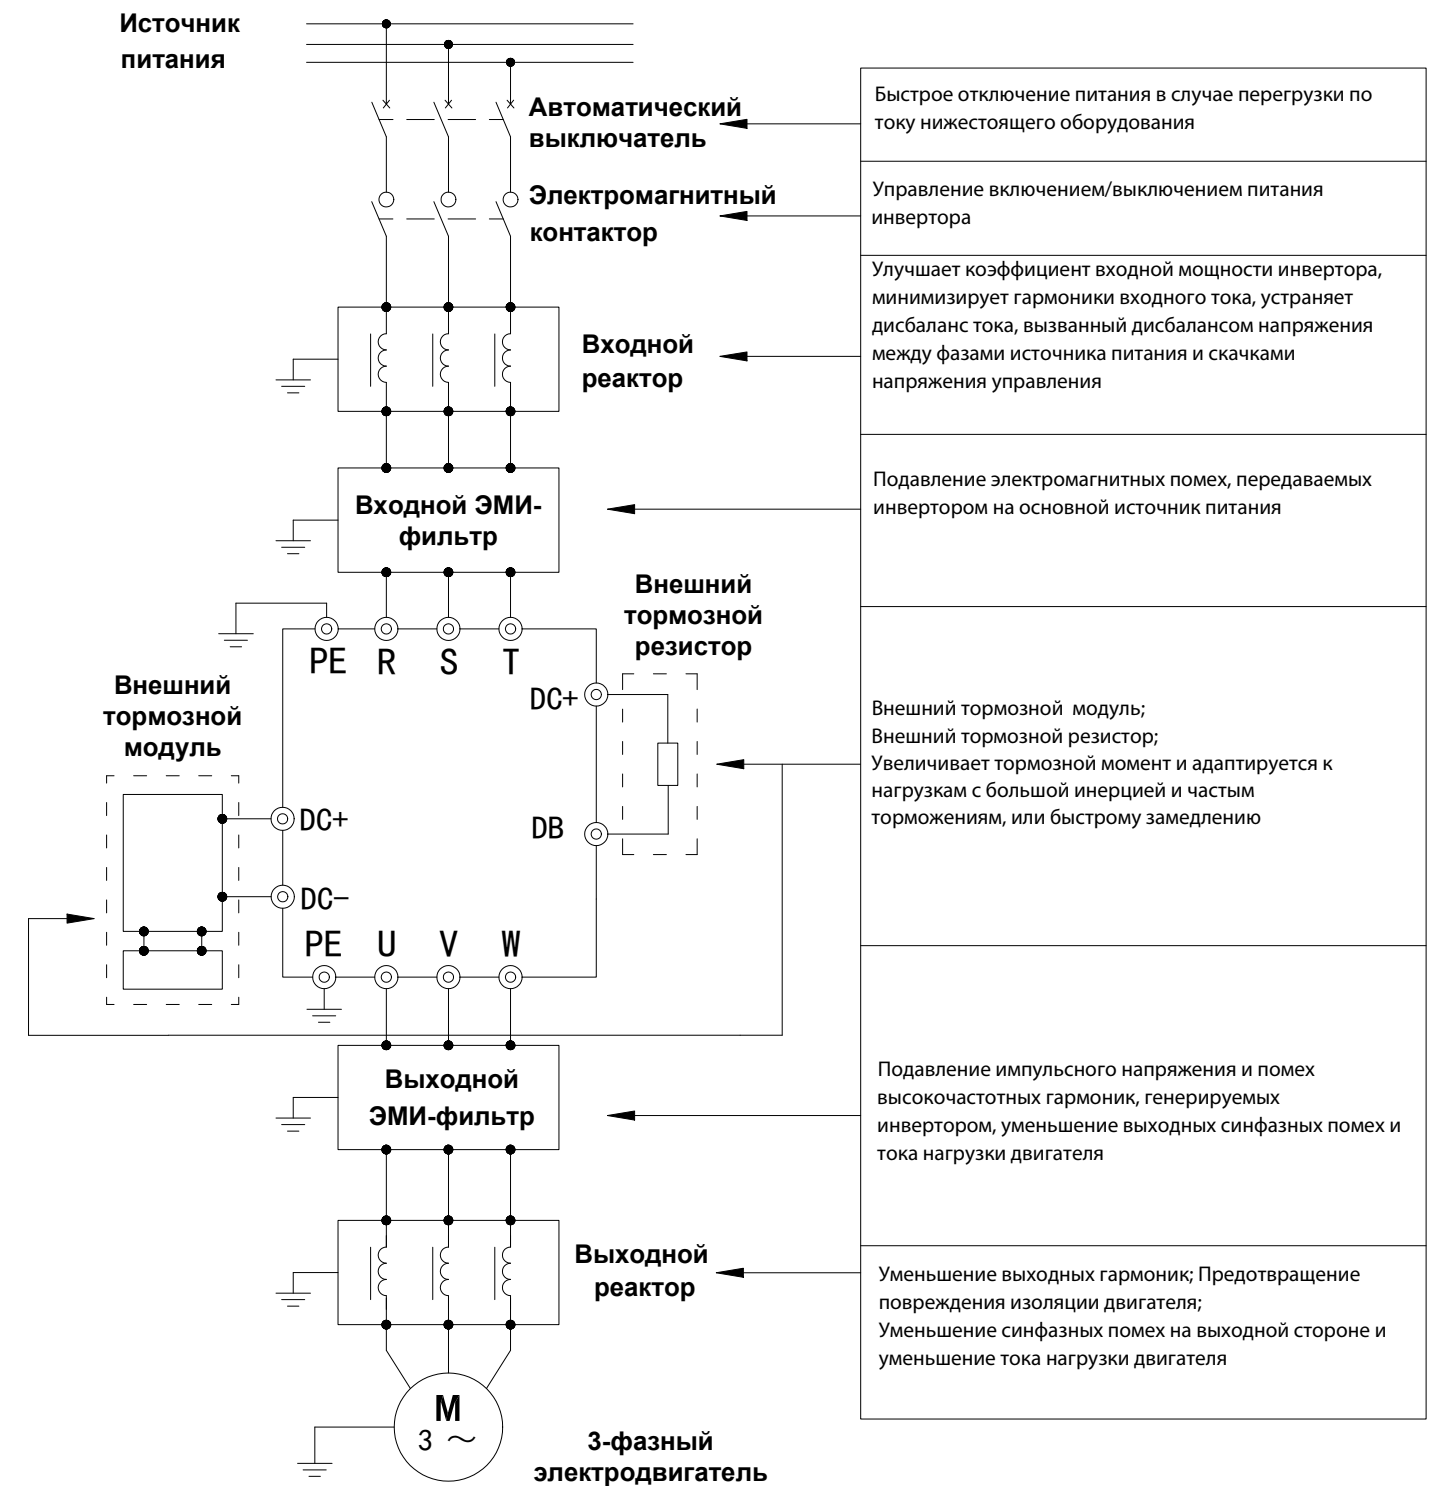 Источник
питания
Автоматический
выключатель
Быстрое отключение питания в случае перегрузки по
току нижестоящего оборудования
Электромагнитный
контактор
Управление включением/выключением питания
инвертора
Входной
реактор
Улучшает коэффициент входной мощности инвертора,
минимизирует гармоники входного тока, устраняет
дисбаланс тока, вызванный дисбалансом напряжения
между фазами источника питания и скачками
напряжения управления
Входной ЭМИ-
фильтр
Подавление электромагнитных помех, передаваемых
инвертором на основной источник питания
Внешний
тормозной
резистор
PE R S T
DC+
DB
Внешний
тормозной
модуль
DC+
DC-
PE U V W
Внешний тормозной модуль;
Внешний тормозной резистор;
Увеличивает тормозной момент и адаптируется к
нагрузкам с большой инерцией и частым
торможениям, или быстрому замедлению
Выходной
ЭМИ-фильтр
Подавление импульсного напряжения и помех
высокочастотных гармоник, генерируемых
инвертором, уменьшение выходных синфазных помех и
тока нагрузки двигателя
Выходной
реактор
Уменьшение выходных гармоник; Предотвращение
повреждения изоляции двигателя;
Уменьшение синфазных помех на выходной стороне и
уменьшение тока нагрузки двигателя
M
3 ~
3-фазный
электродвигатель